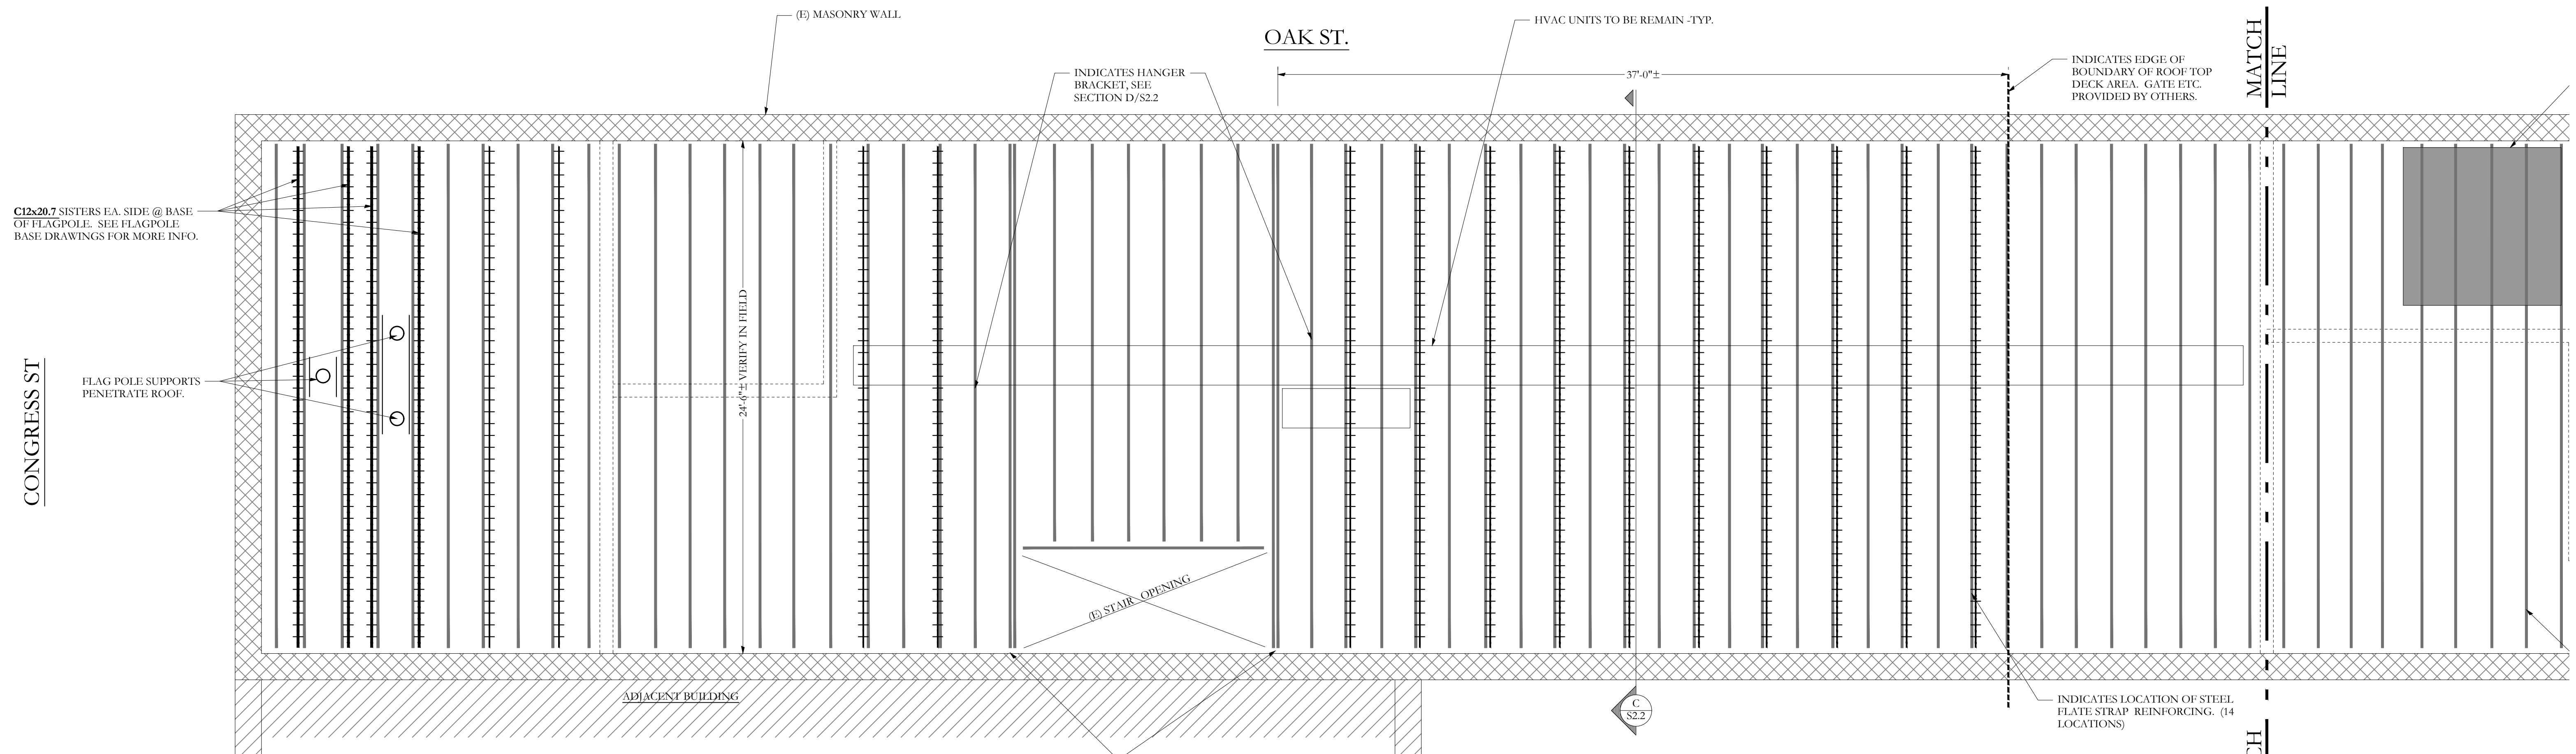 (E) MASONRY WALL
OAK ST.
HVAC UNITS TO BE REMAIN -TYP.
MATCH
LINE
INDICATES HANGER
BRACKET, SEE
SECTION D/S2.2
37'-0"±
INDICATES EDGE OF
BOUNDARY OF ROOF TOP
DECK AREA. GATE ETC.
PROVIDED BY OTHERS.
C12x20.7 SISTERS EA. SIDE @ BASE
OF FLAGPOLE. SEE FLAGPOLE
BASE DRAWINGS FOR MORE INFO.
24'-6"± VERIFY IN FIELD
CONGRESS ST
FLAG POLE SUPPORTS
PENETRATE ROOF.
(E) STAIR OPENING
ADJACENT BUILDING
C
S2.2
INDICATES LOCATION OF STEEL
FLATE STRAP REINFORCING. (14
LOCATIONS)
CH